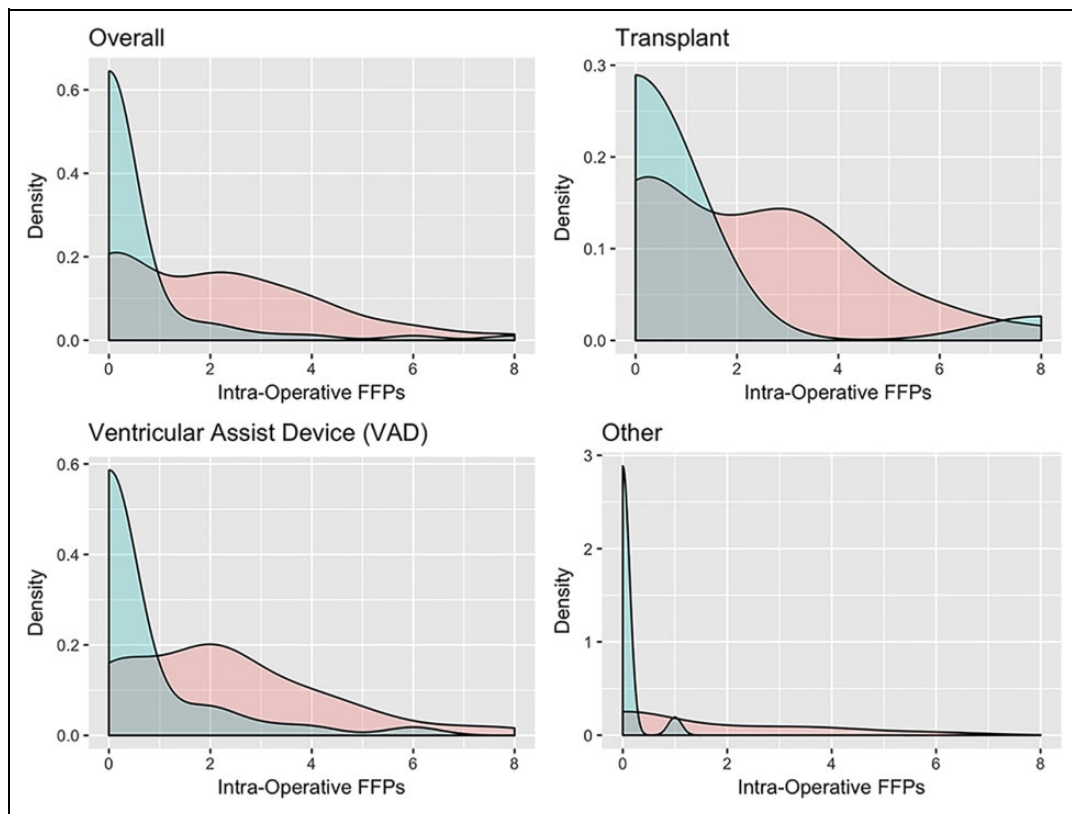 Overall
Density
0.6
0.4
0.2
0.0
0 2 4 6 8
Intra-Operative FFPs
Transplant
Density
0.3
0.2
0.1
0.0
0 2 4 6 8
Intra-Operative FFPs
Ventricular Assist Device (VAD)
Density
0.6
0.4
0.2
0.0
0 2 4 6 8
Intra-Operative FFPs
Other
Density
3
2
1
0
0 2 4 6 8
Intra-Operative FFPs